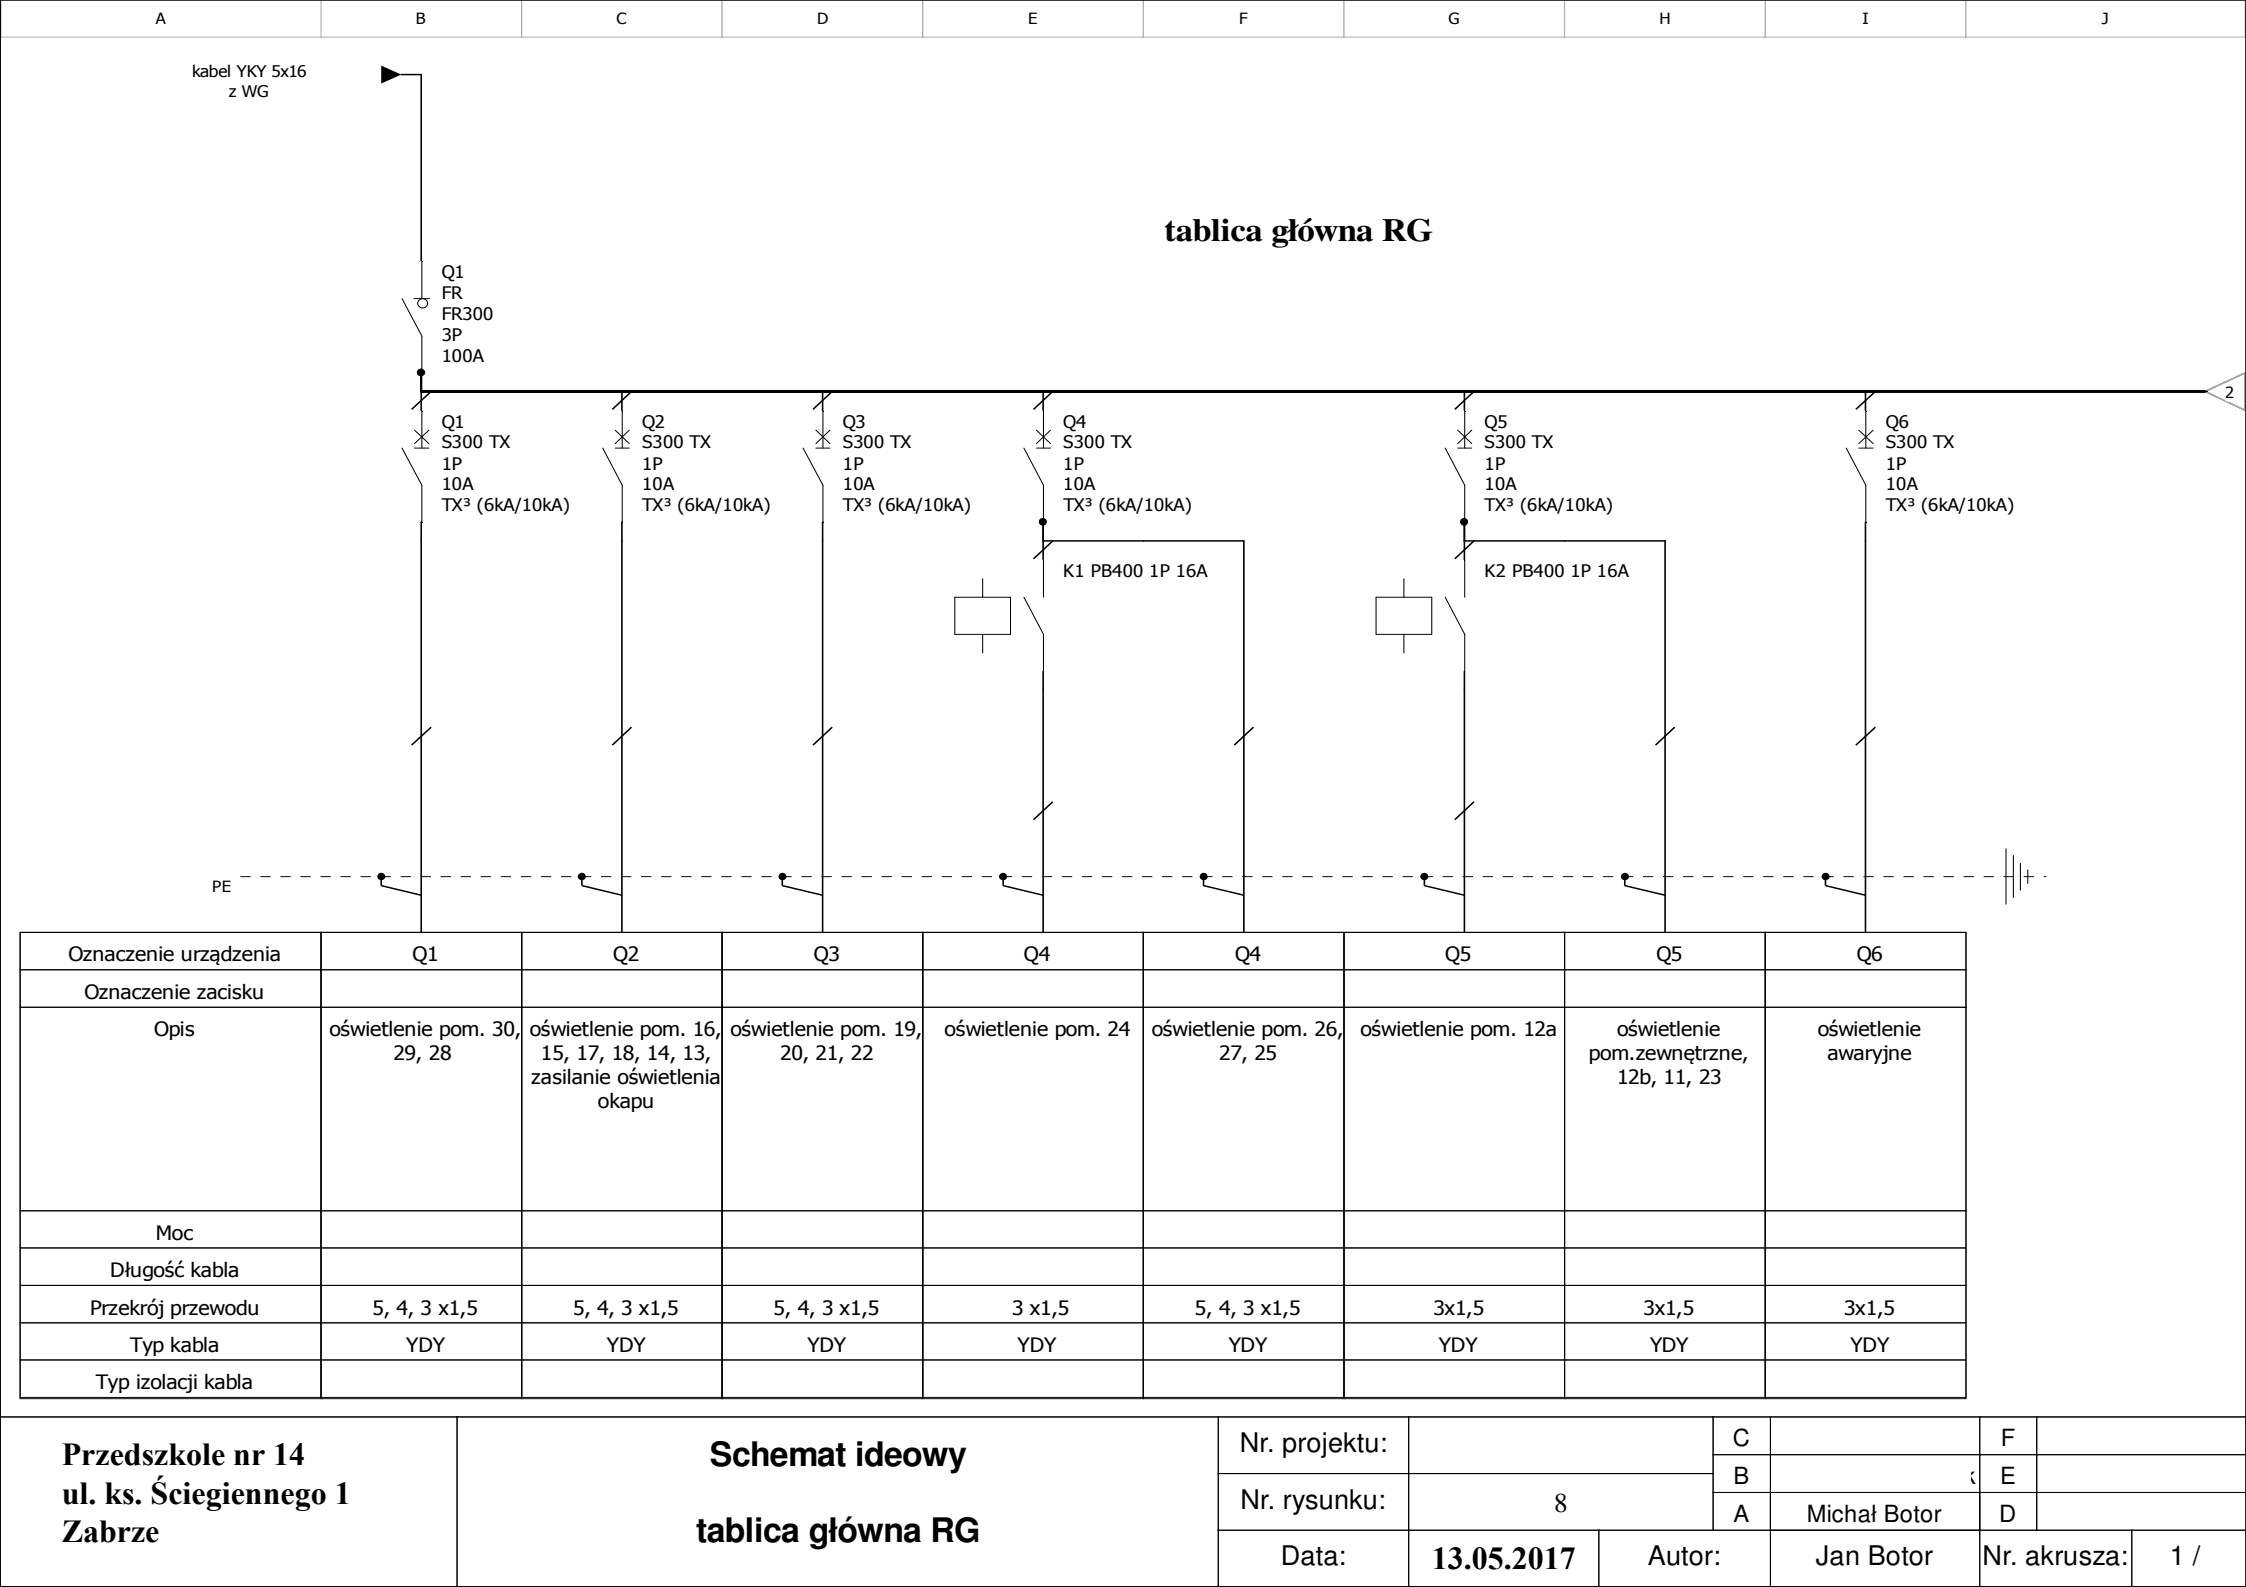 A B C D E F G H I J
kabel YKY 5x16
z WG
tablica główna RG
Q1
FR
FR300
3P
100A
2
Q1
S300 TX
1P
10A
TX³ (6kA/10kA)
Q2
S300 TX
1P
10A
TX³ (6kA/10kA)
Q3
S300 TX
1P
10A
TX³ (6kA/10kA)
Q4
S300 TX
1P
10A
TX³ (6kA/10kA)
Q5
S300 TX
1P
10A
TX³ (6kA/10kA)
Q6
S300 TX
1P
10A
TX³ (6kA/10kA)
K1 PB400 1P 16A
K2 PB400 1P 16A
PE
Oznaczenie urządzenia Q1 Q2 Q3 Q4 Q4 Q5 Q5 Q6
Oznaczenie zacisku
Opis
oświetlenie pom. 30,
29, 28
oświetlenie pom. 16,
15, 17, 18, 14, 13,
zasilanie oświetlenia
okapu
oświetlenie pom. 19,
20, 21, 22
oświetlenie pom. 24
oświetlenie pom. 26,
27, 25
oświetlenie pom. 12a
oświetlenie
pom.zewnętrzne,
12b, 11, 23
oświetlenie
awaryjne
Moc
Długość kabla
Przekrój przewodu 5, 4, 3 x1,5 5, 4, 3 x1,5 5, 4, 3 x1,5 3 x1,5 5, 4, 3 x1,5 3x1,5 3x1,5 3x1,5
Typ kabla YDY YDY YDY YDY YDY YDY YDY YDY
Typ izolacji kabla
Przedszkole nr 14
ul. ks. Ściegiennego 1
Zabrze
Schemat ideowy
tablica główna RG
Nr. projektu:
Nr. rysunku: 8
C F
B E
A Michał Botor D
Data: 13.05.2017 Autor: Jan Botor Nr. akrusza: 1 /